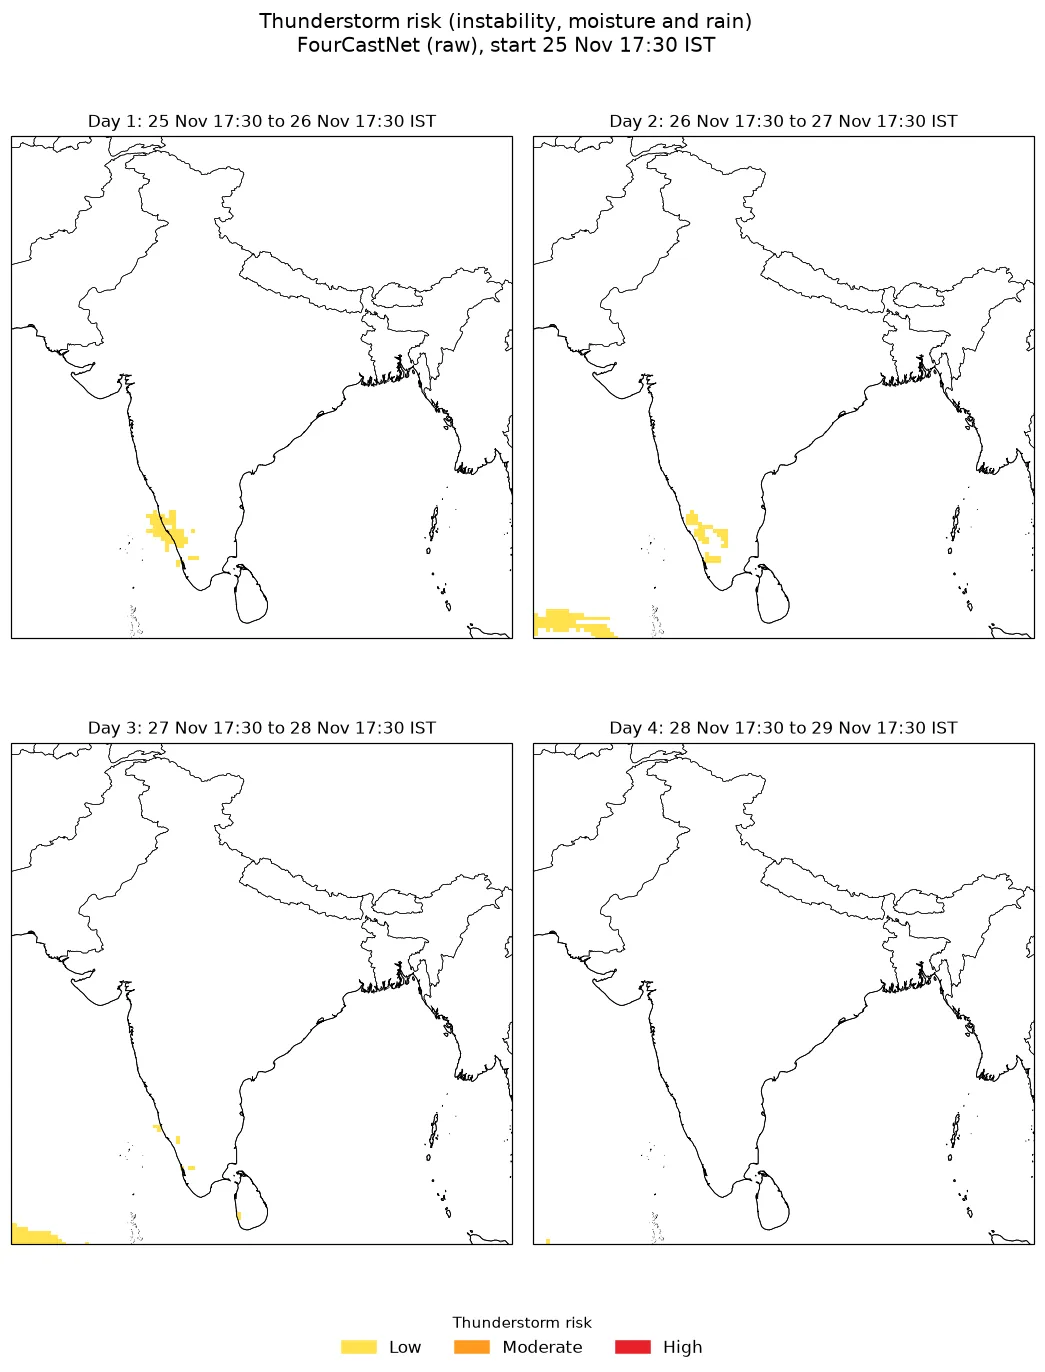 Thunderstorm risk (instability, moisture and rain)
FourCastNet (raw), start 25 Nov 17:30 IST
Day 1: 25 Nov 17:30 to 26 Nov 17:30 IST
Day 2: 26 Nov 17:30 to 27 Nov 17:30 IST
Day 3: 27 Nov 17:30 to 28 Nov 17:30 IST
Day 4: 28 Nov 17:30 to 29 Nov 17:30 IST
Thunderstorm risk
Low
Moderate
High